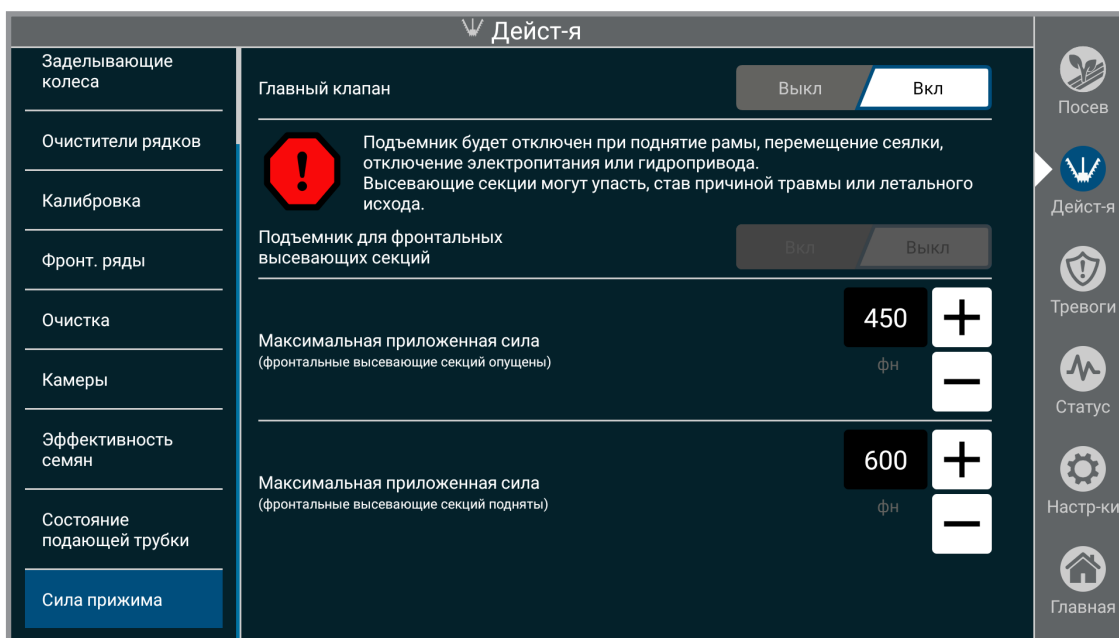 Дейст-я
Заделывающие
колеса
Очистители рядков
Калибровка
Фронт. ряды
Очистка
Камеры
Эффективность
семян
Состояние
подающей трубки
Сила прижима
Главный клапан
Выкл
Вкл
Подъемник будет отключен при поднятие рамы, перемещение сеялки,
отключение электропитания или гидропривода.
Высевающие секции могут упасть, став причиной травмы или летального
исхода.
Подъемник для фронтальных
высевающих секций
Вкл
Выкл
Максимальная приложенная сила
(фронтальные высевающие секций опущены)
450
фн
Максимальная приложенная сила
(фронтальные высевающие секций подняты)
600
фн
Посев
Дейст-я
Тревоги
Статус
Настр-ки
Главная